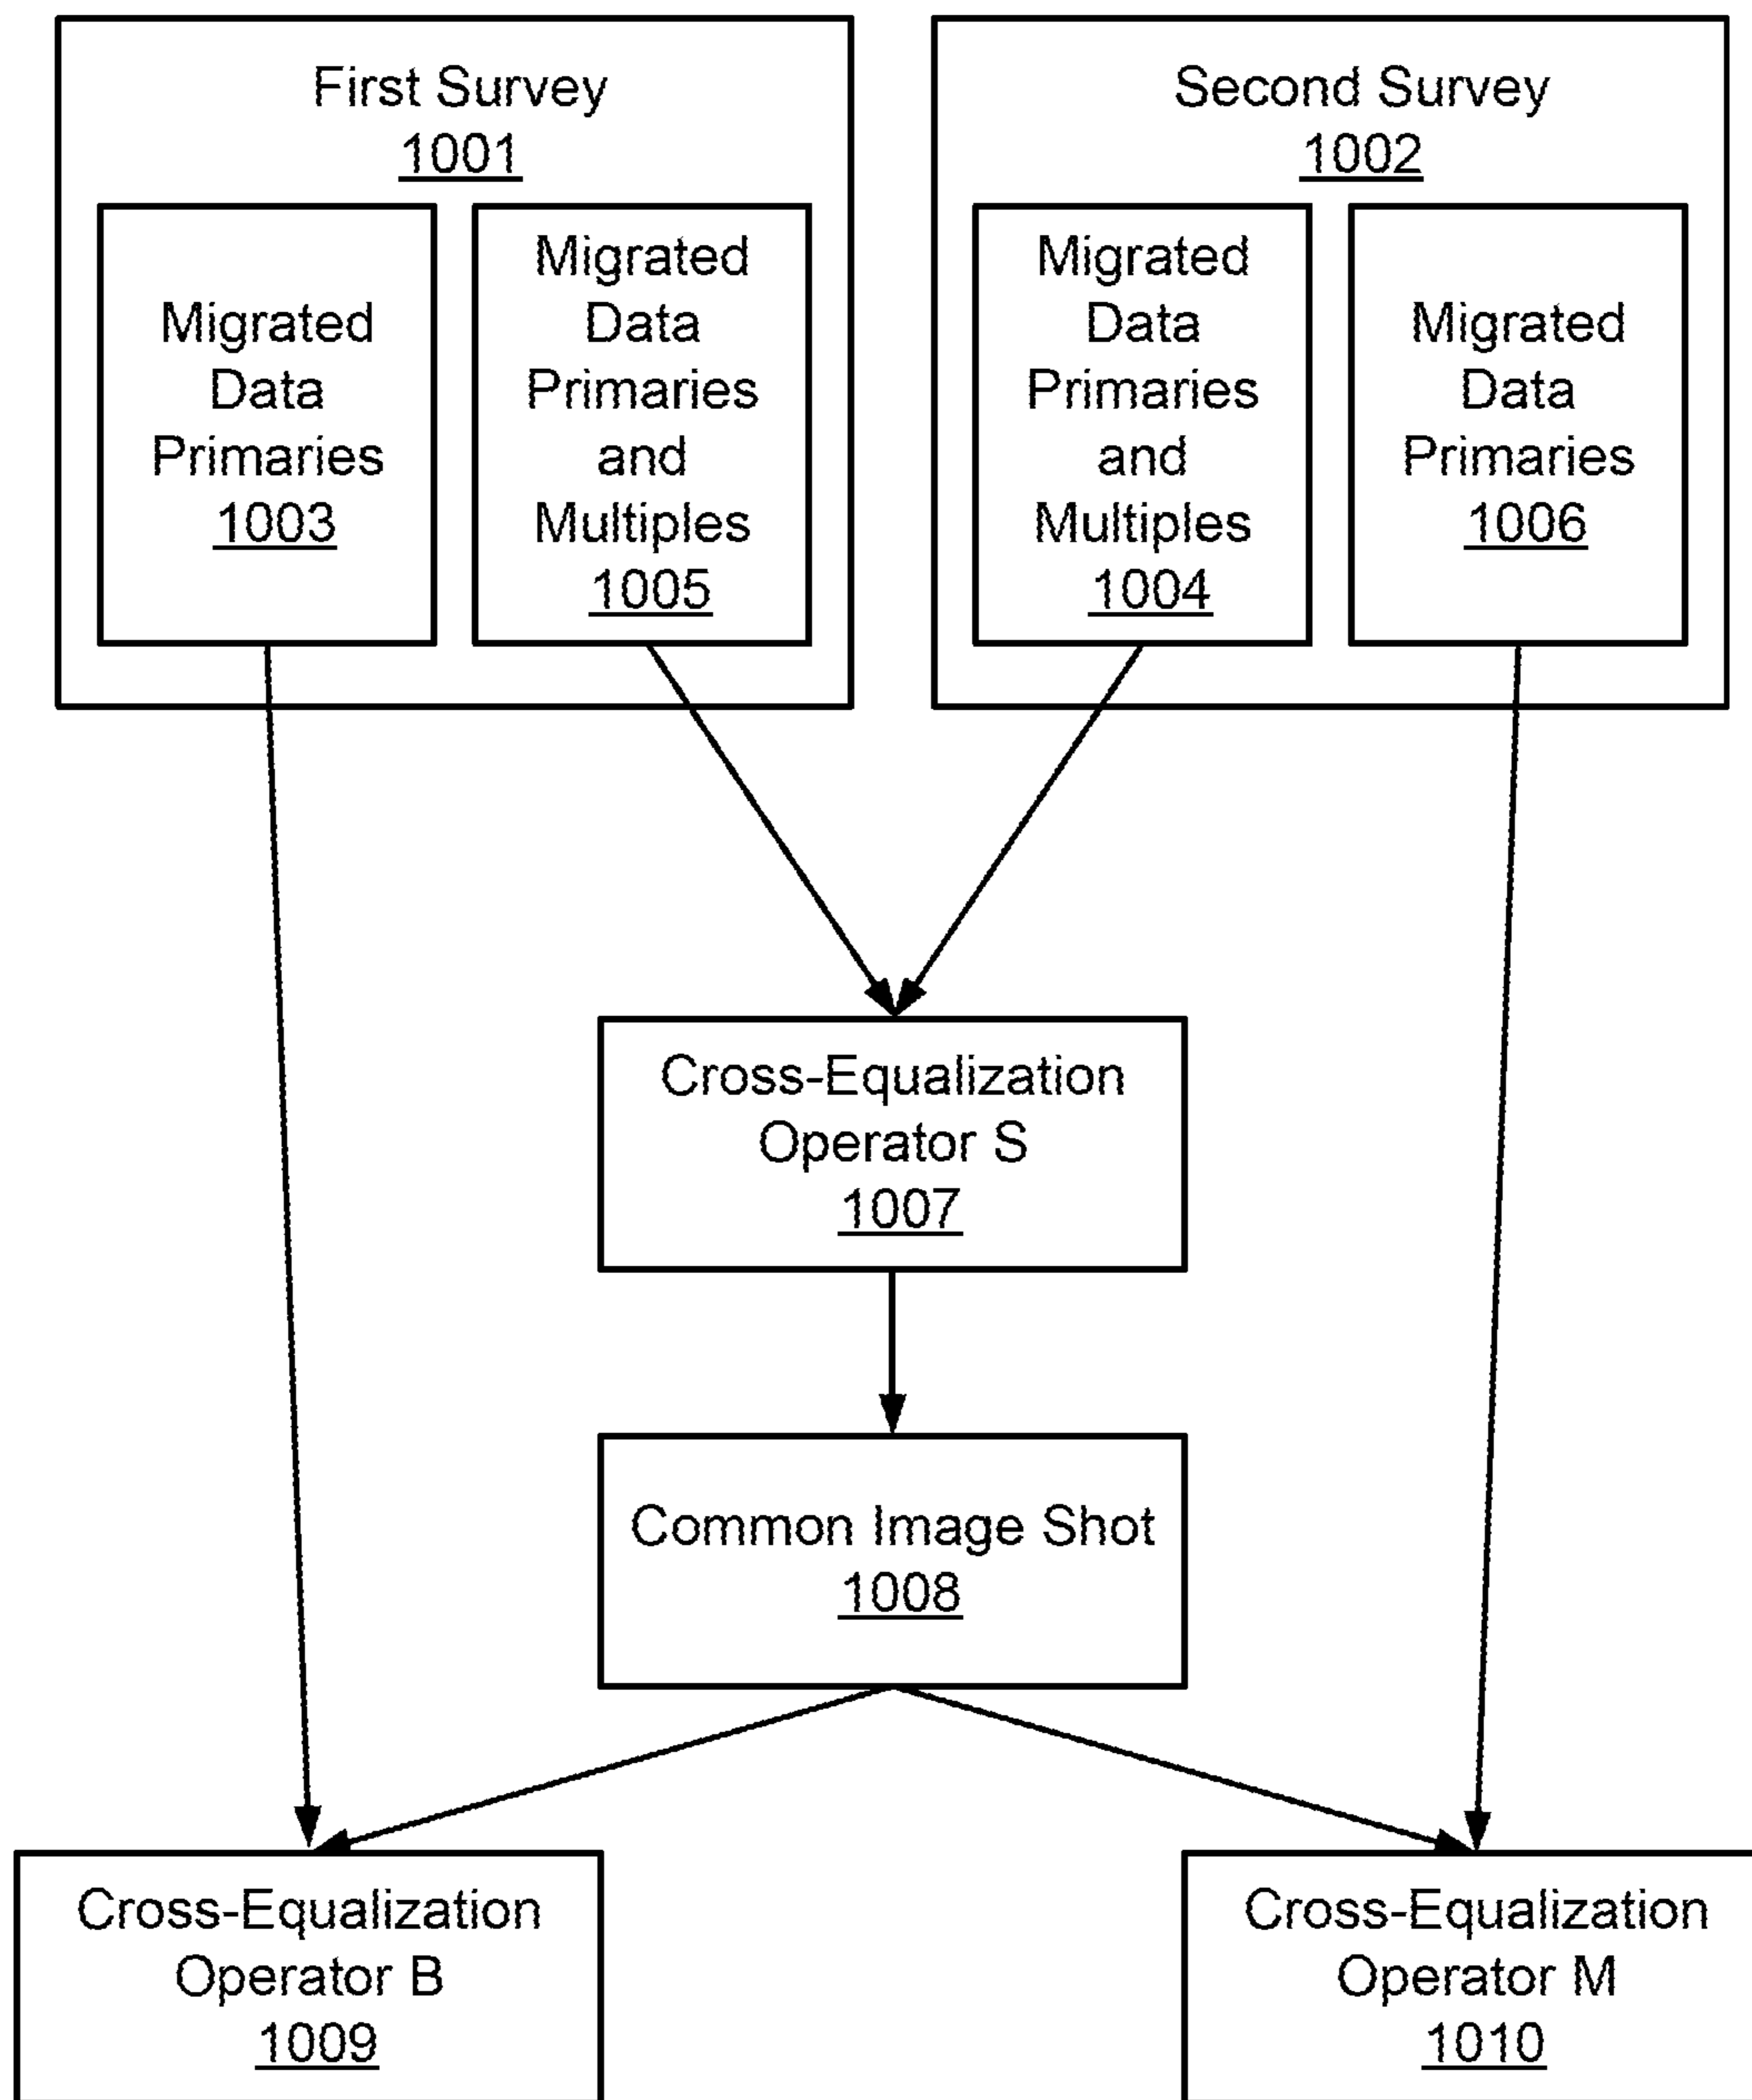 First Survey
1001
Migrated
Data
Primaries
1003
Migrated
Data
Primaries
and
Multiples
1005
Second Survey
1002
Migrated
Data
Primaries
and
Multiples
1004
Migrated
Data
Primaries
1006
Cross-Equalization
Operator S
1007
Common Image Shot
1008
Cross-Equalization
Operator B
1009
Cross-Equalization
Operator M
1010